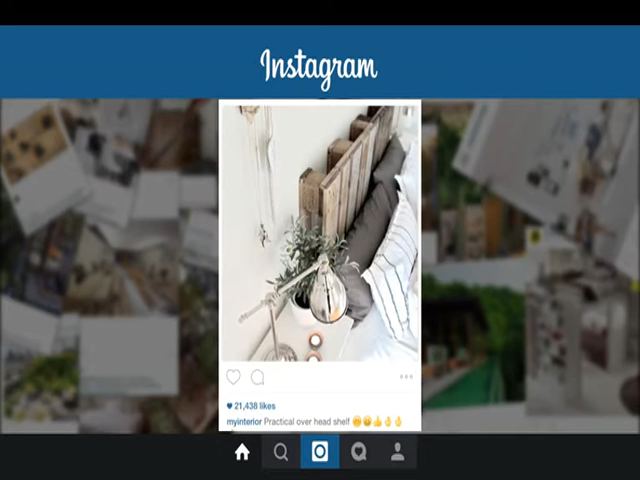 Instagram
21,438 likes
myinterior Practical over head shelf 😁😄👍👌👌